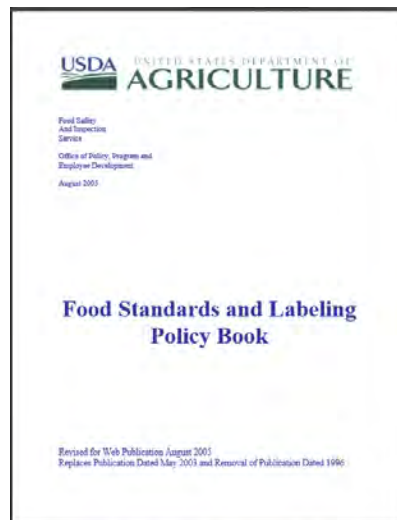 USDA
UNITED STATES DEPARTMENT OF
AGRICULTURE
Food Safety
And Inspection
Service
Office of Policy, Program and
Employee Development
August 2005
Food Standards and Labeling
Policy Book
Revised for Web Publication August 2005
Replaces Publication Dated May 2003 and Removal of Publication Dated 1996